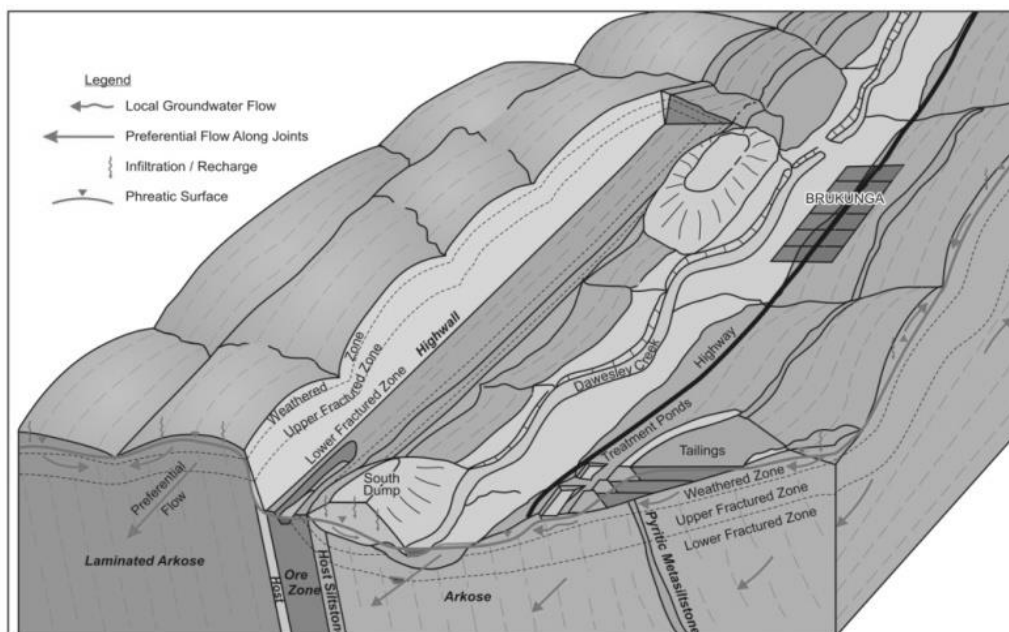 Legend
Local Groundwater Flow
Preferential Flow Along Joints
Infiltration / Recharge
Phreatic Surface
BRUKUNGA
Highwall
Weathered Zone
Upper Fractured Zone
Lower Fractured Zone
Highway
Dawesley Creek
Treatment Ponds
Tailings
South
Dump
Weathered Zone
Upper Fractured Zone
Lower Fractured Zone
Preferential
Flow
Laminated Arkose
Host
Ore
Zone
Host Siltstone
Arkose
Pyritic Metasiltstone